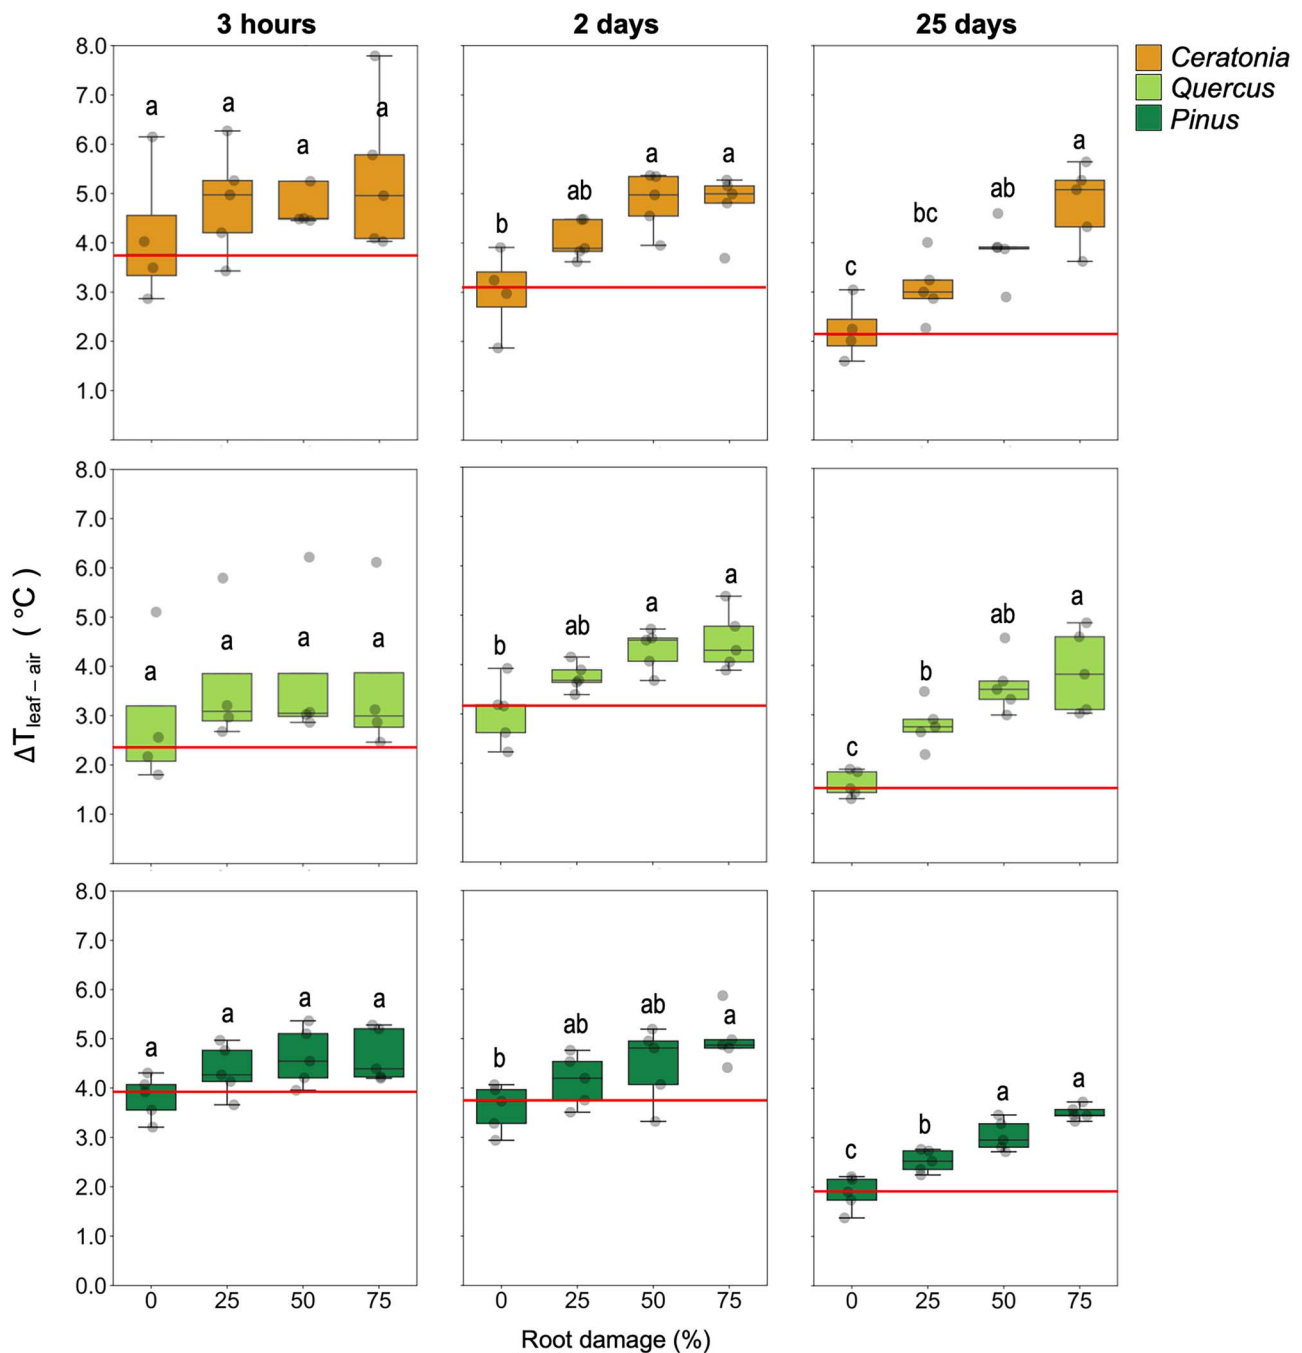 3 hours 2 days 25 days
Ceratonia
Quercus
Pinus
8.0
7.0
6.0
5.0
4.0
3.0
2.0
1.0
a a a a
b ab a a
c bc ab a
8.0
7.0
6.0
5.0
4.0
3.0
2.0
1.0
a a a a
b ab a a
c b ab a
ΔTleaf – air ( °C )
8.0
7.0
6.0
5.0
4.0
3.0
2.0
1.0
0.0
a a a a
b ab ab a
c b a a
0 25 50 75 0 25 50 75 0 25 50 75
Root damage (%)